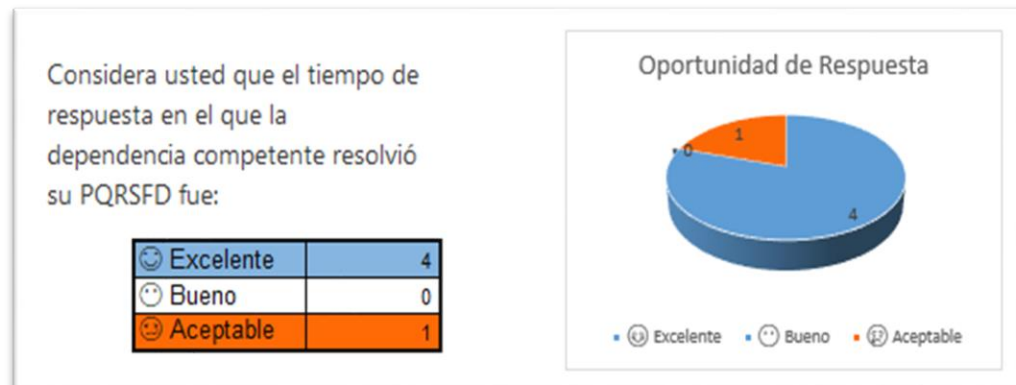 Considera usted que el tiempo de
respuesta en el que la
dependencia competente resolvió
su PQRSFD fue:
Excelente 4
Bueno 0
Aceptable 1
Oportunidad de Respuesta
1
0
4
Excelente Bueno Aceptable